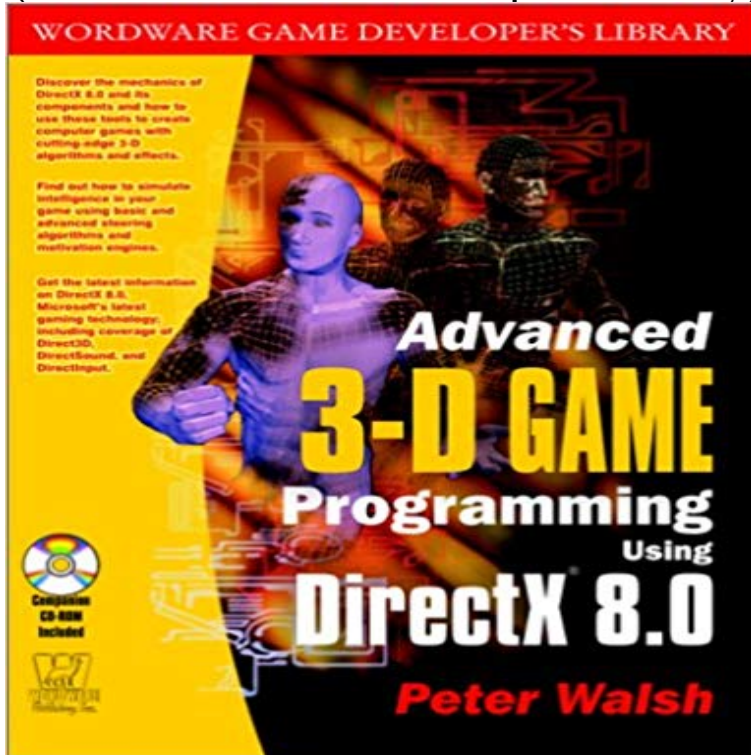 WORDWARE GAME DEVELOPER'S LIBRARY
Discover the mechanics of
DirectX 8.0 and its
components and how to
use these tools to create
computer games with
cutting-edge 3-D
algorithms and effects.
Find out how to simulate
intelligence in your
game using basic and
advanced steering
algorithms and
motivation engines.
Get the latest information
on DirectX 8.0,
Microsoft's latest
gaming technology,
including coverage of
Direct3D,
DirectSound, and
DirectInput.
Advanced
3-D GAME
Programming
Using
DirectX® 8.0
Peter Walsh
Companion
CD-ROM
Included
WORDWARE
Publishing, Inc.